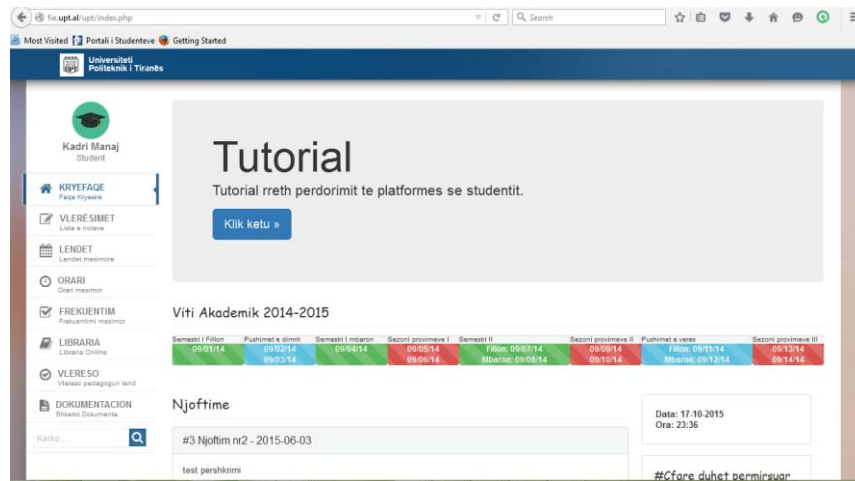 fie.upt.al/upt/index.php
Search
Most Visited Portali i Studenteve Getting Started
Universiteti
Politeknik i Tiranës
Kadri Manaj
Student
KRYEFAQE
Faqe Kryesire
VLERËSIMET
Lista e notave
LENDET
Lendet mesimore
ORARI
Orari mesimor
FREKUENTIM
Frekuentimi mesimor
LIBRARIA
Libraria Online
VLERESO
Vlereso pedagogun tend
DOKUMENTACION
Shkarko Dokumenta
Kerko ...
Tutorial
Tutorial rreth perdorimit te platformes se studentit.
Klik ketu »
Viti Akademik 2014-2015
Semestri I Fillon Pushimet e dimrit Semestri I mbaron Sezoni provimeve I Semestri II Sezoni provimeve II Pushimet e veres Sezoni provimeve III
09/01/14 09/02/14 09/04/14 09/05/14 Fillon: 09/07/14 09/09/14 Fillon: 09/11/14 09/13/14
09/03/14 09/06/14 Mbaron: 09/08/14 09/10/14 Mbaron: 09/12/14 09/14/14
Njoftime
#3 Njoftim nr2 - 2015-06-03
test pershkrimi
Data: 17-10-2015
Ora: 23:36
#Cfare duhet permirsuar